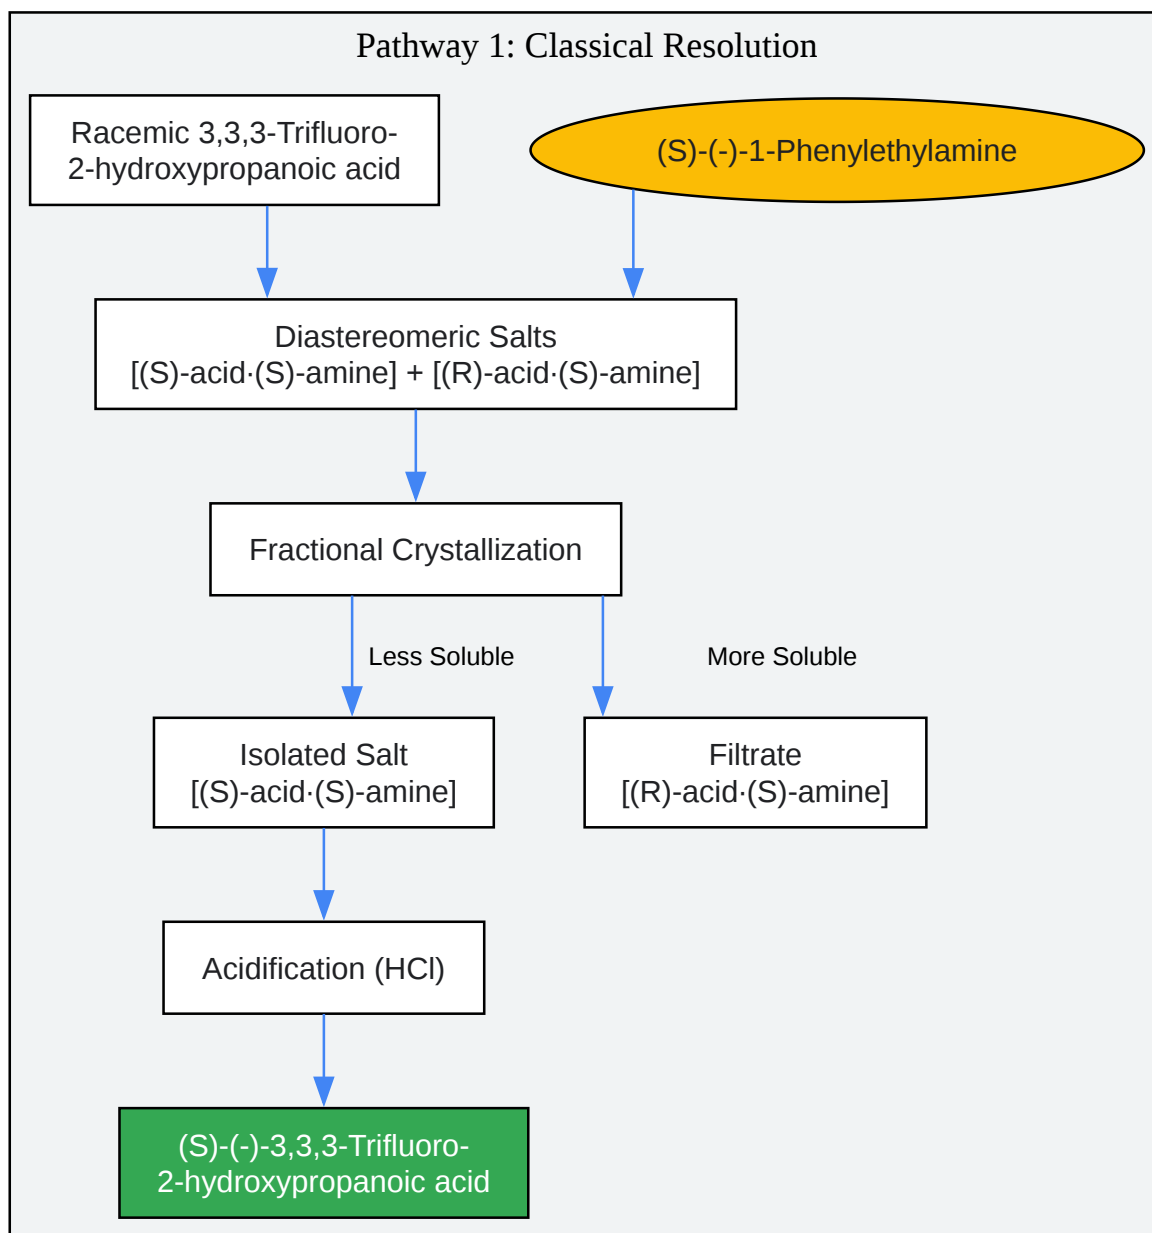 Pathway 1: Classical Resolution
Racemic 3,3,3-Trifluoro-
2-hydroxypropanoic acid
(S)-(-)-1-Phenylethylamine
Diastereomeric Salts
[(S)-acid·(S)-amine] + [(R)-acid·(S)-amine]
Fractional Crystallization
Less Soluble
More Soluble
Isolated Salt
[(S)-acid·(S)-amine]
Filtrate
[(R)-acid·(S)-amine]
Acidification (HCl)
(S)-(-)-3,3,3-Trifluoro-
2-hydroxypropanoic acid